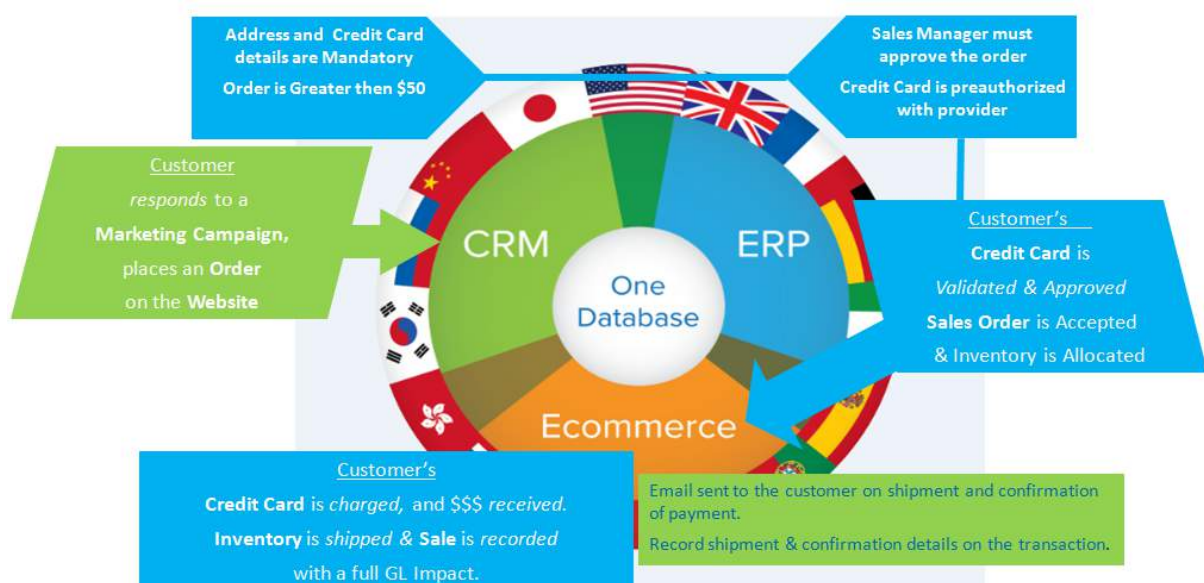 Address and Credit Card
details are Mandatory
Order is Greater then $50
Sales Manager must
approve the order
Credit Card is preauthorized
with provider
Customer
responds to a
Marketing Campaign,
places an Order
on the Website
CRM
ERP
One
Database
Ecommerce
Customer's
Credit Card is
Validated & Approved
Sales Order is Accepted
& Inventory is Allocated
Customer's
Credit Card is charged, and $$$ received.
Inventory is shipped & Sale is recorded
with a full GL Impact.
Email sent to the customer on shipment and confirmation
of payment.
Record shipment & confirmation details on the transaction.